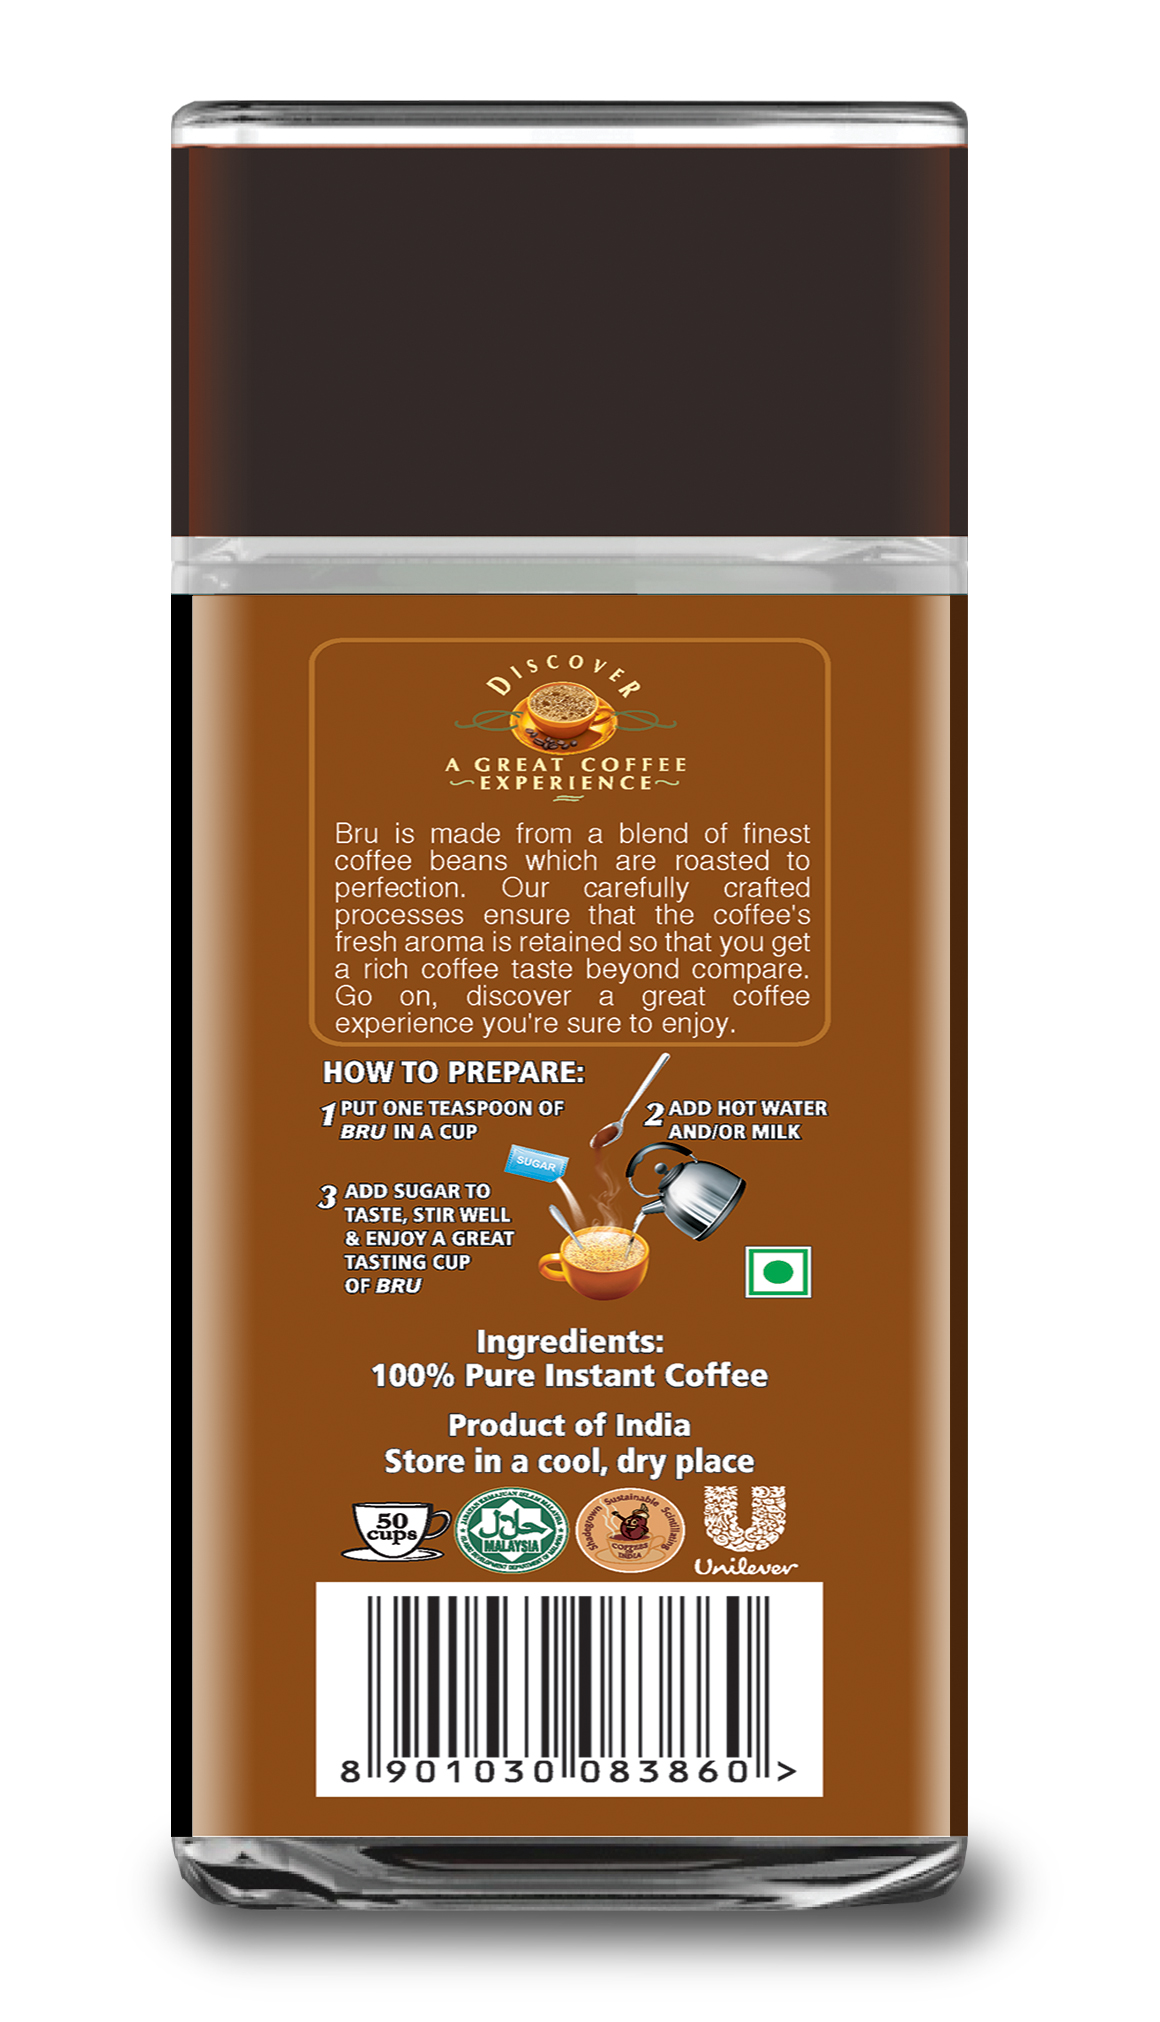 DISCOVER
A GREAT COFFEE
EXPERIENCE
Bru is made from a blend of finest
coffee beans which are roasted to
perfection. Our carefully crafted
processes ensure that the coffee's
fresh aroma is retained so that you get
a rich coffee taste beyond compare.
Go on, discover a great coffee
experience you're sure to enjoy.
HOW TO PREPARE:
1 PUT ONE TEASPOON OF
BRU IN A CUP
2 ADD HOT WATER
AND/OR MILK
SUGAR
3 ADD SUGAR TO
TASTE, STIR WELL
& ENJOY A GREAT
TASTING CUP
OF BRU
Ingredients:
100% Pure Instant Coffee
Product of India
Store in a cool, dry place
50
cups
حلال
MALAYSIA
Shadegrown Sustainable Scintillating
COFFEES
INDIA
Unilever
8 901030 083860 >